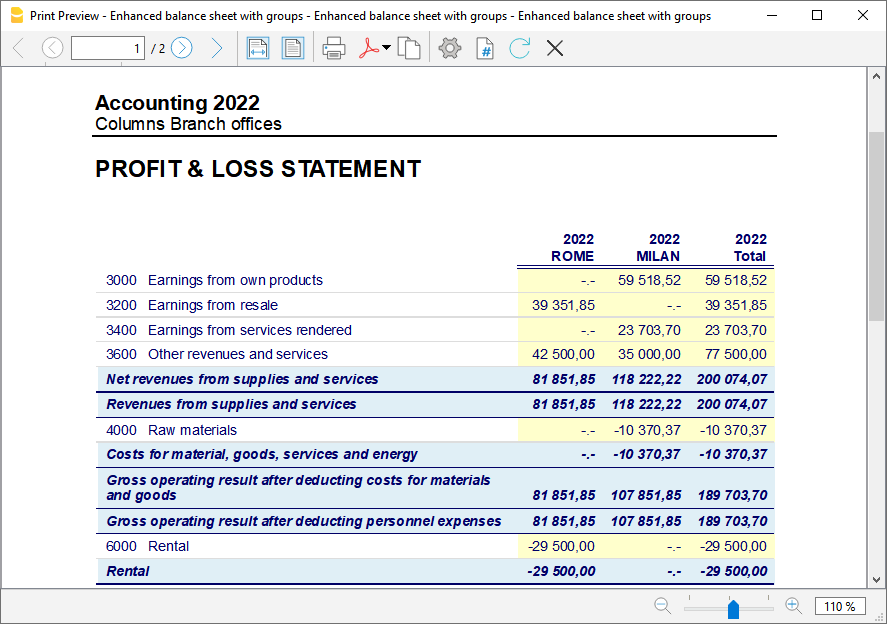 Print Preview - Enhanced balance sheet with groups - Enhanced balance sheet with groups - Enhanced balance sheet with groups
1 / 2
#
Accounting 2022
Columns Branch offices
PROFIT & LOSS STATEMENT
2022 2022 2022
ROME MILAN Total
3000 Earnings from own products -.- 59 518,52 59 518,52
3200 Earnings from resale 39 351,85 -.- 39 351,85
3400 Earnings from services rendered -.- 23 703,70 23 703,70
3600 Other revenues and services 42 500,00 35 000,00 77 500,00
Net revenues from supplies and services 81 851,85 118 222,22 200 074,07
Revenues from supplies and services 81 851,85 118 222,22 200 074,07
4000 Raw materials -.- -10 370,37 -10 370,37
Costs for material, goods, services and energy -.- -10 370,37 -10 370,37
Gross operating result after deducting costs for materials
and goods 81 851,85 107 851,85 189 703,70
Gross operating result after deducting personnel expenses 81 851,85 107 851,85 189 703,70
6000 Rental -29 500,00 -.- -29 500,00
Rental -29 500,00 -.- -29 500,00
110 %